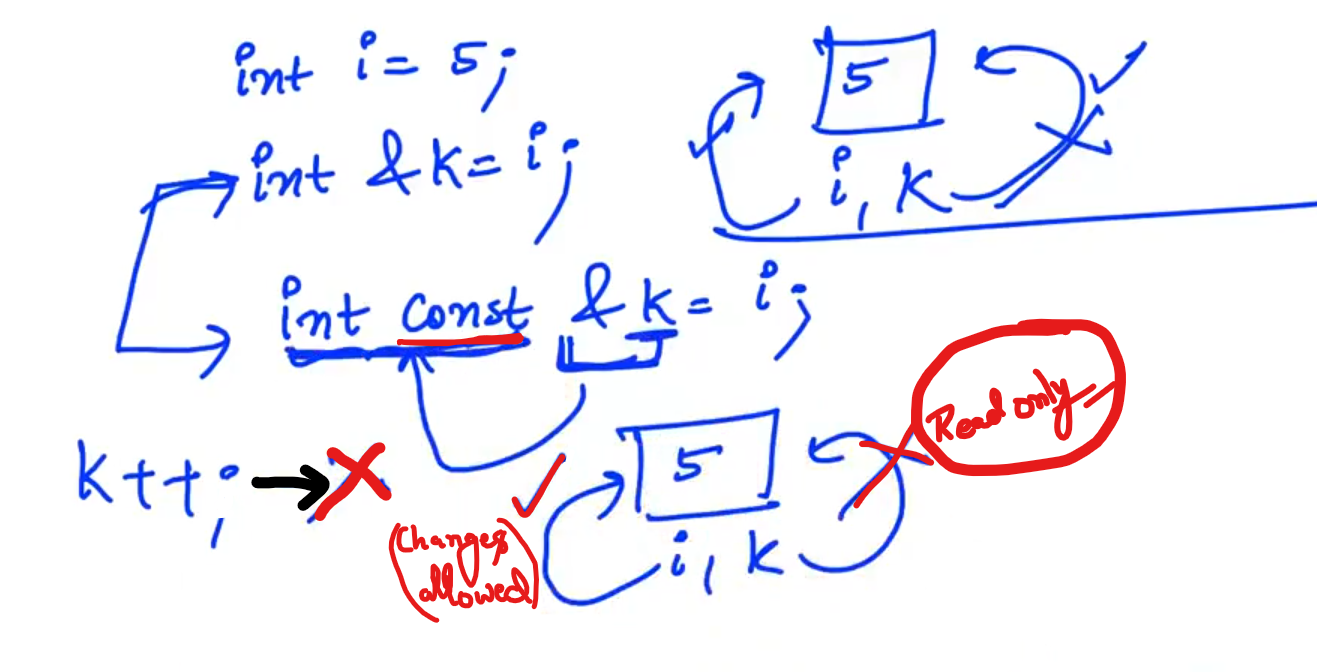 int i = 5;
5
int &k = i;
i, k
int const &k = i;
Read only
5
k++;
(Changes
allowed)
i, k